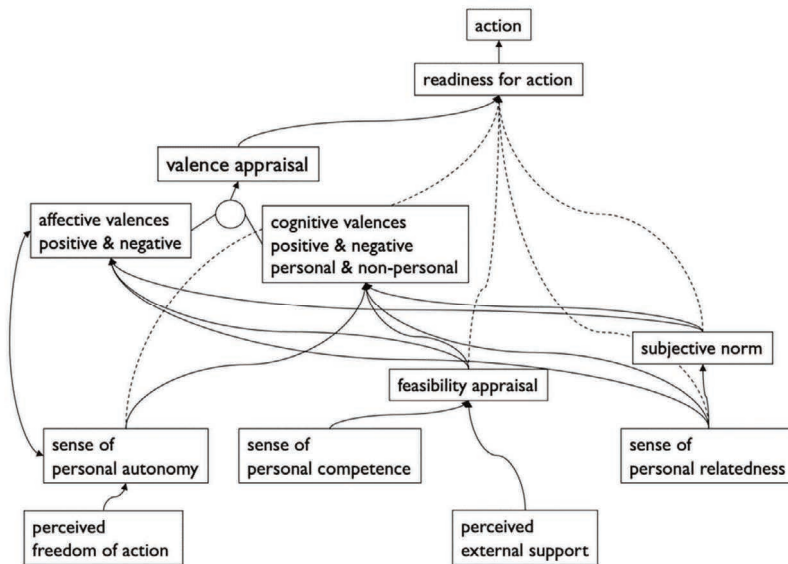 action
readiness for action
valence appraisal
affective valences
positive & negative
cognitive valences
positive & negative
personal & non-personal
subjective norm
feasibility appraisal
sense of
personal autonomy
sense of
personal competence
sense of
personal relatedness
perceived
freedom of action
perceived
external support